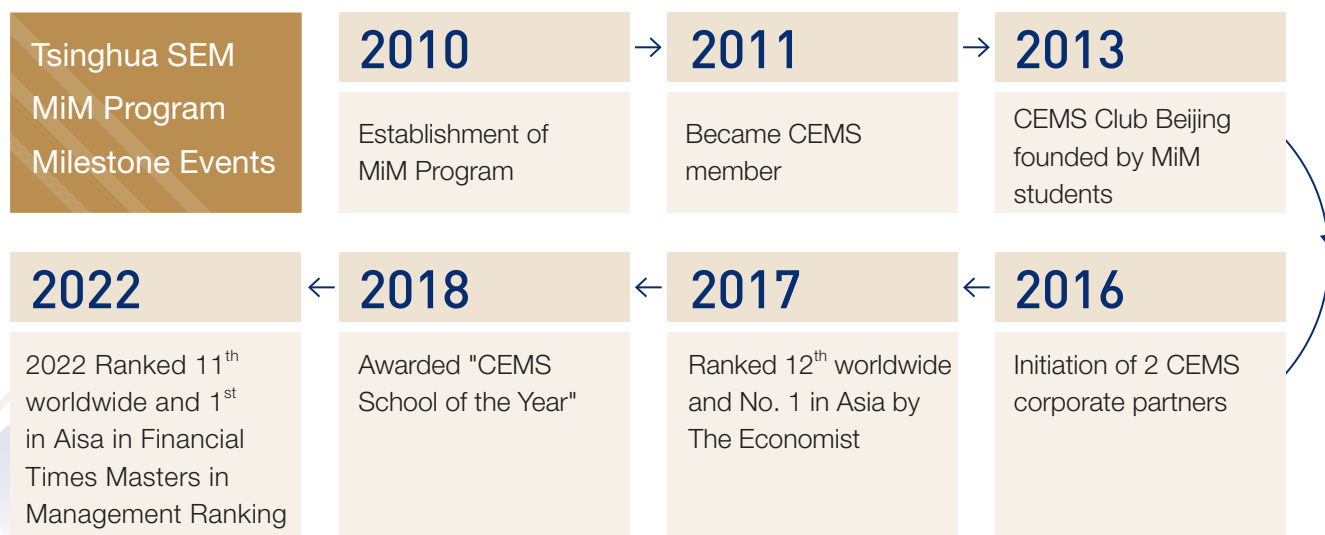 Tsinghua SEM
MiM Program
Milestone Events
2010
Establishment of
MiM Program
2011
Became CEMS
member
2013
CEMS Club Beijing
founded by MiM
students
2016
Initiation of 2 CEMS
corporate partners
2017
Ranked 12th worldwide
and No. 1 in Asia by
The Economist
2018
Awarded "CEMS
School of the Year"
2022
2022 Ranked 11th
worldwide and 1st
in Aisa in Financial
Times Masters in
Management Ranking